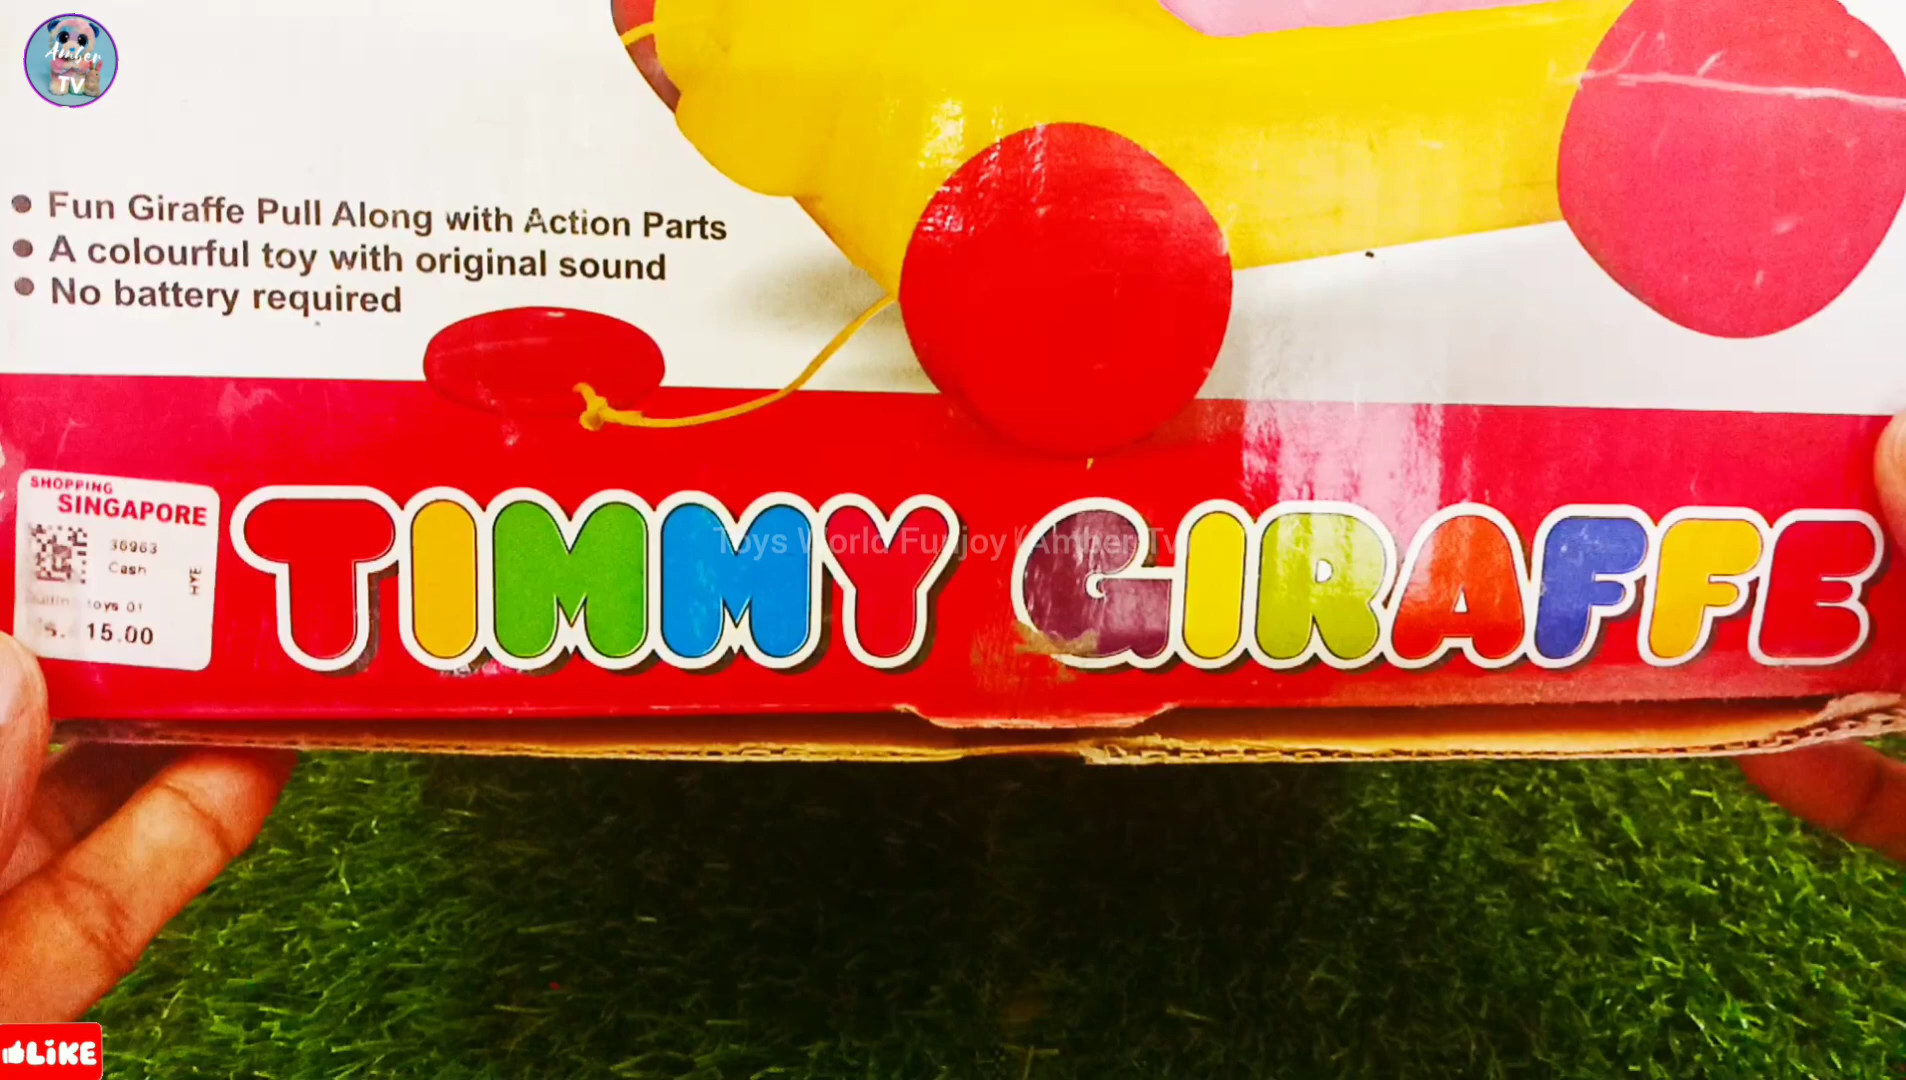 Amber
TV
Fun Giraffe Pull Along with Action Parts
A colourful toy with original sound
No battery required
SHOPPING
SINGAPORE
36963
Cash
HYE
toys 01
15.00
TIMMY GIRAFFE
Toys World Funjoy Amber Tv
LIKE